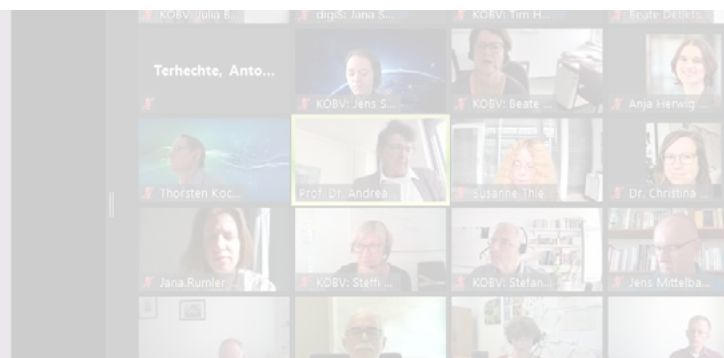 KOBV: Julia R...
digiS: Jana S...
KOBV: Tim H...
Beate Detlefs
Terhechte, Anto...
KOBV: Jens S...
KOBV: Beate ...
Anja Herwig
Thorsten Koc...
Prof. Dr. Andrea...
Susanne Thie
Dr. Christina ...
Jana.Rumler ...
KOBV: Steffi ...
KOBV: Stefan...
Jens Mittelba...